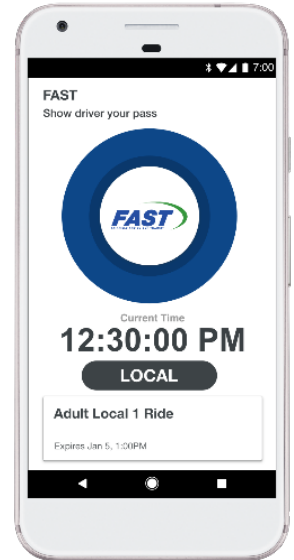 7:00
FAST
Show driver your pass
FAST
Current Time
12:30:00 PM
LOCAL
Adult Local 1 Ride
Expires Jan 5, 1:00PM